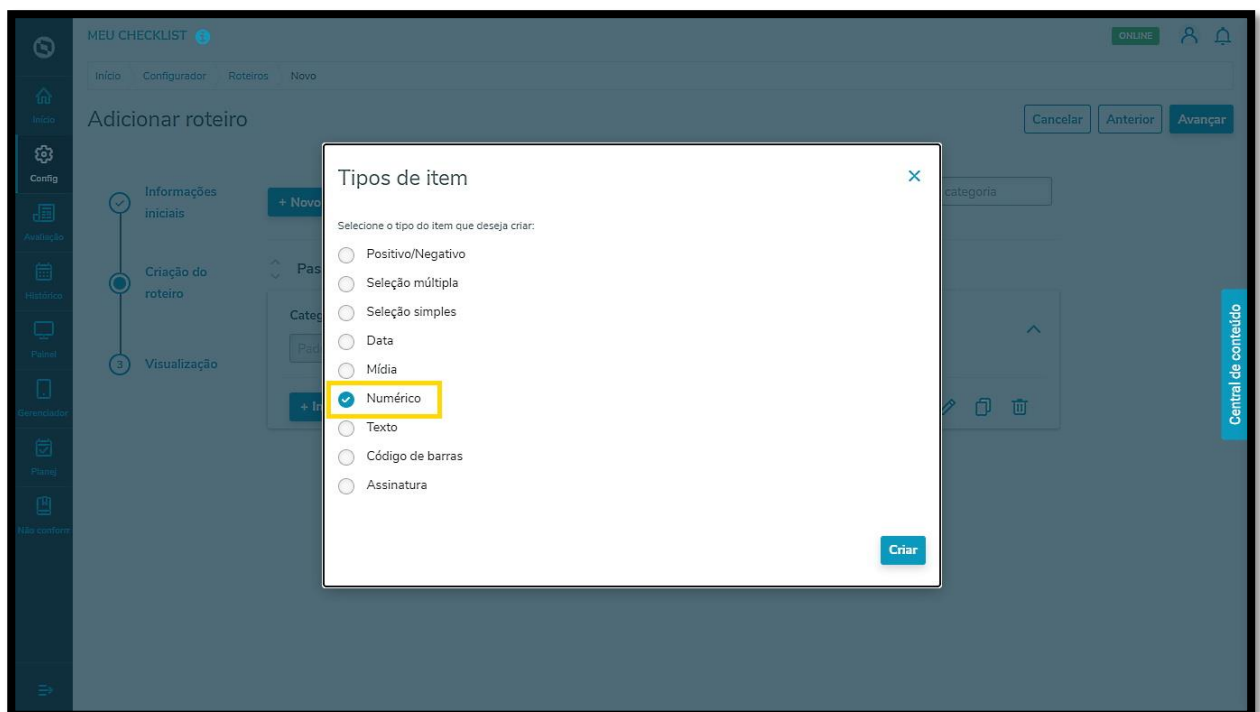 MEU CHECKLIST
ONLINE
Início Configurador Roteiros Novo
Adicionar roteiro
Cancelar Anterior Avançar
Início
Config
Avaliação
Histórico
Painel
Gerenciador
Planej
Não conform
Informações
iniciais
Criação do
roteiro
3 Visualização
+ Novo
categoria
Pas
Categ
Pad
+ In
Tipos de item
Selecione o tipo do item que deseja criar:
Positivo/Negativo
Seleção múltipla
Seleção simples
Data
Mídia
Numérico
Texto
Código de barras
Assinatura
Criar
Central de conteúdo